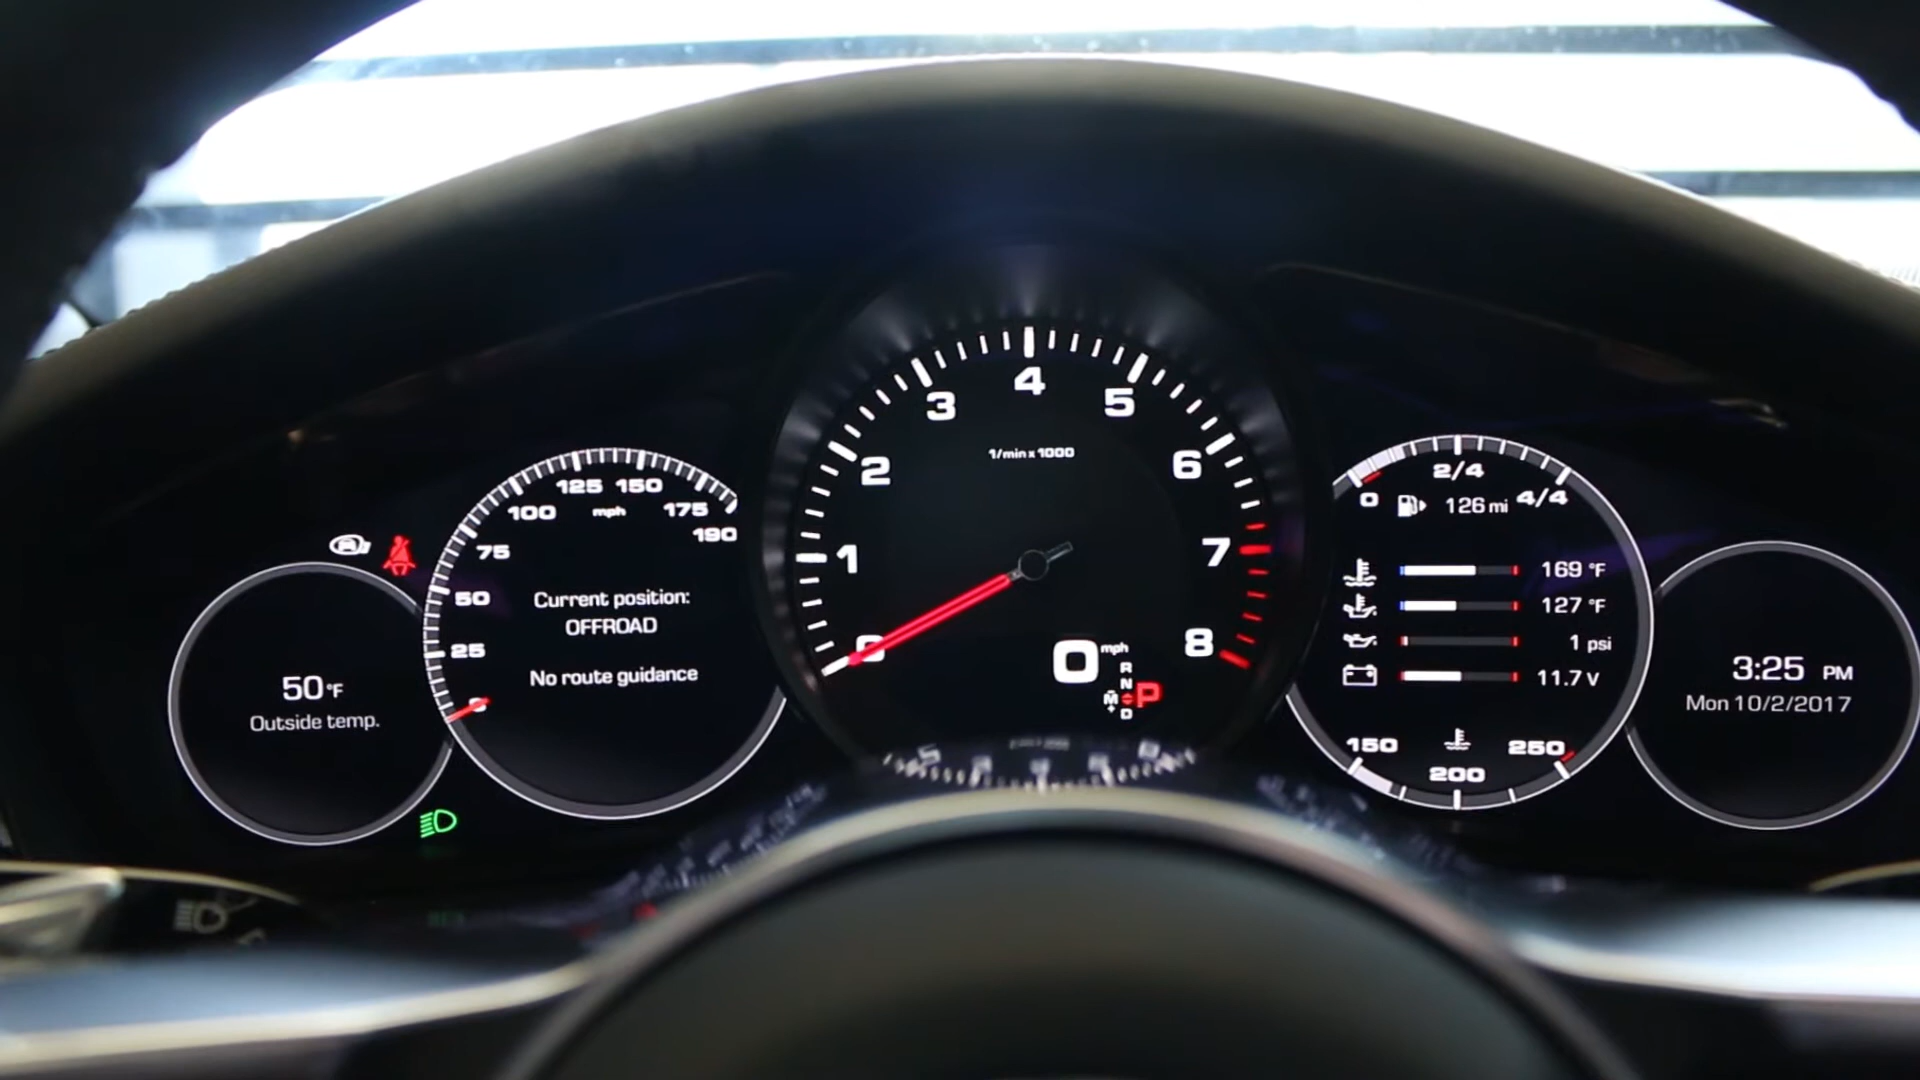 50°F
Outside temp.
0
25
50
75
100
125
150
175
190
mph
Current position:
OFFROAD
No route guidance
0
1
2
3
4
5
6
7
8
1/min x 1000
0 mph
R
N
P
M
+
D
0
2/4
4/4
126 mi
169 °F
127 °F
1 psi
11.7 V
150
200
250
3:25 PM
Mon 10/2/2017